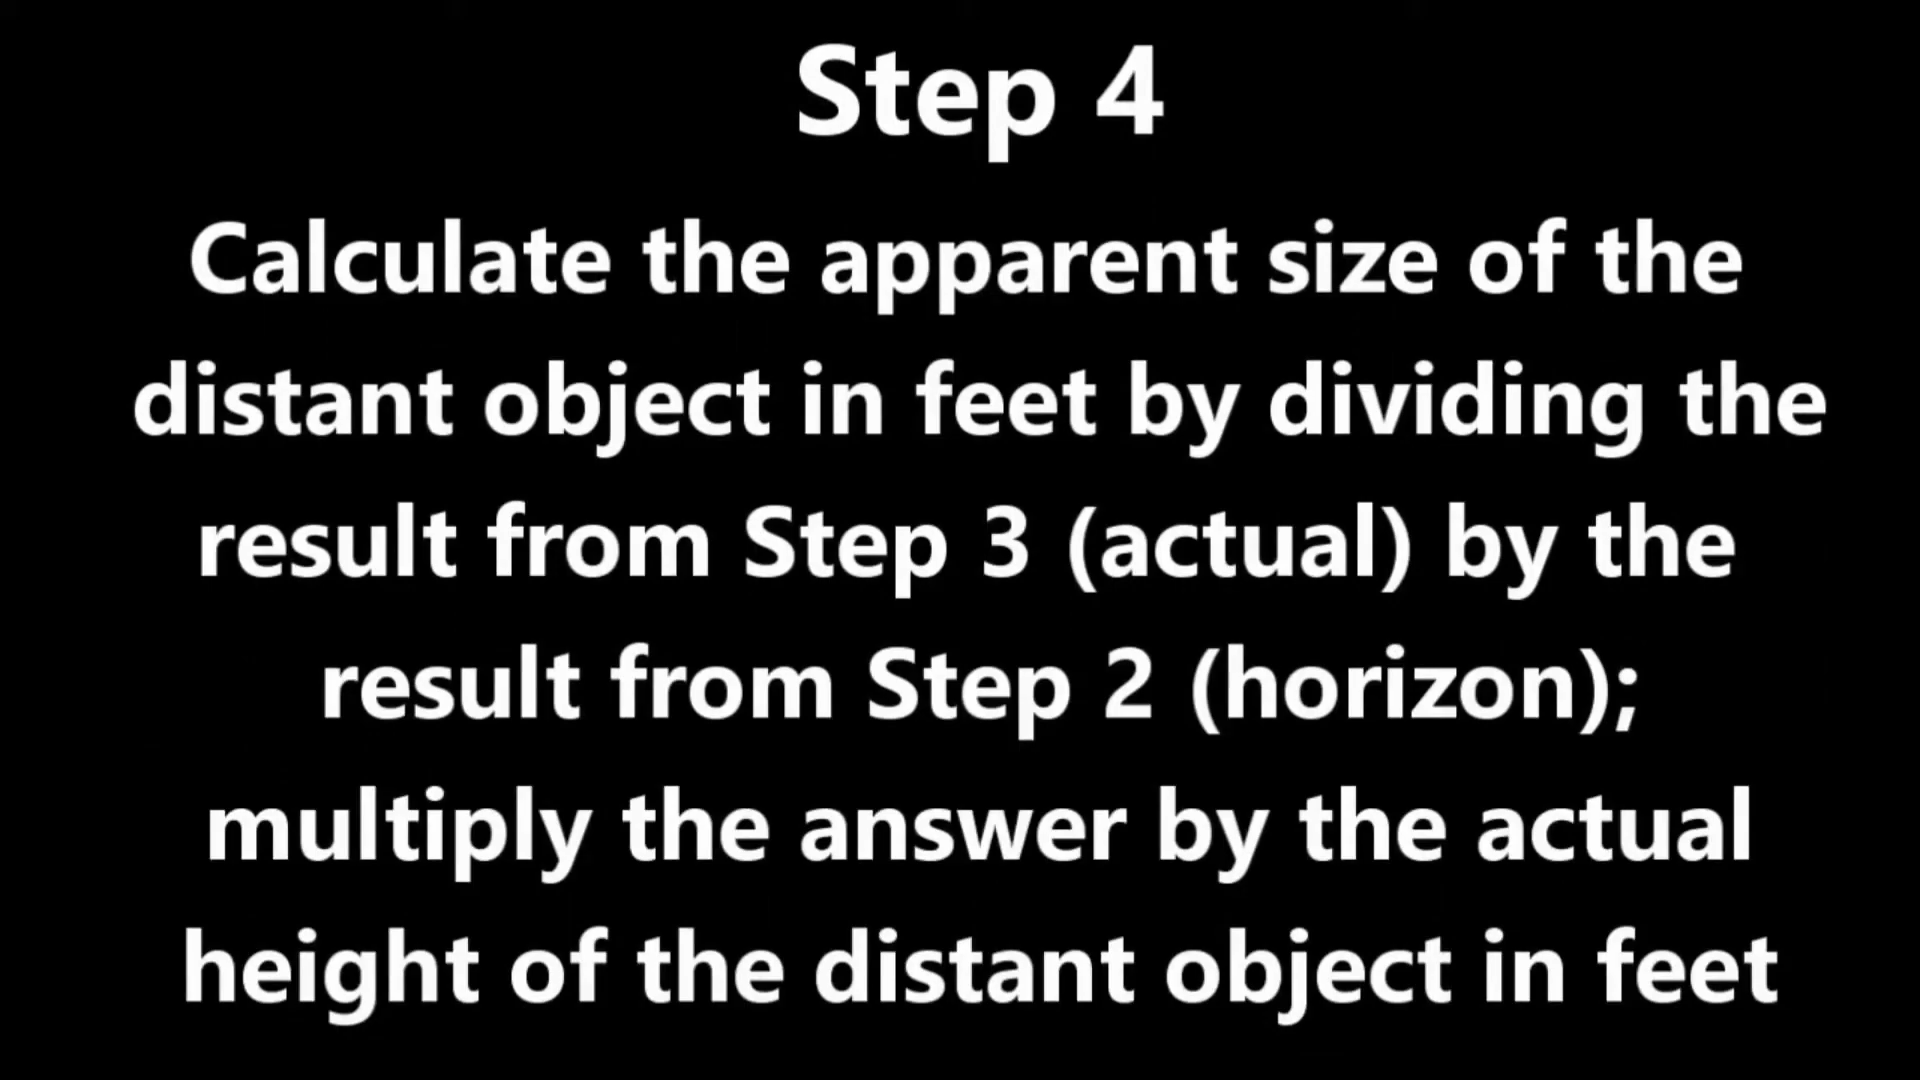 Step 4
Calculate the apparent size of the
distant object in feet by dividing the
result from Step 3 (actual) by the
result from Step 2 (horizon);
multiply the answer by the actual
height of the distant object in feet